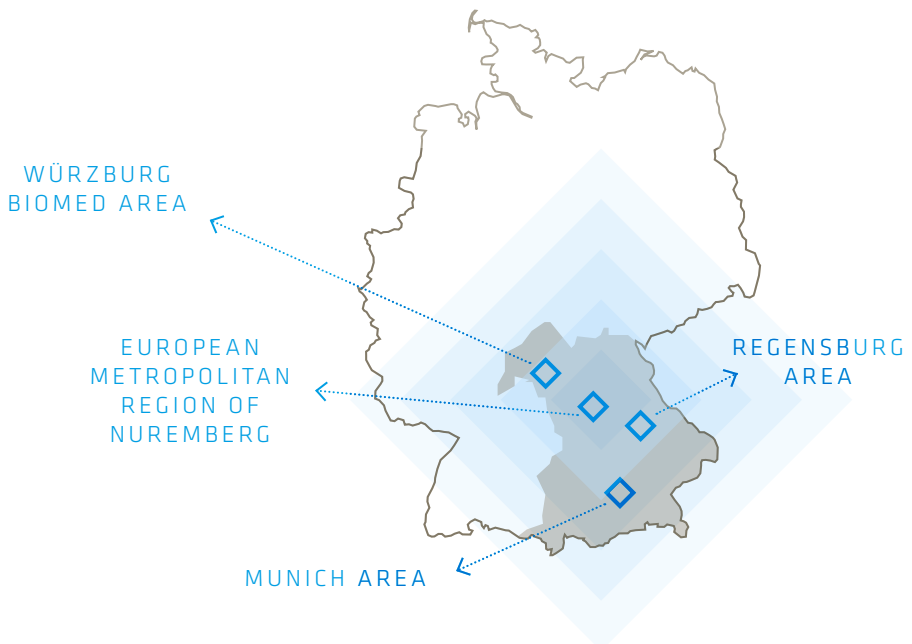 WÜRZBURG
BIOMED AREA
EUROPEAN
METROPOLITAN
REGION OF
NUREMBERG
REGENSBURG
AREA
MUNICH AREA